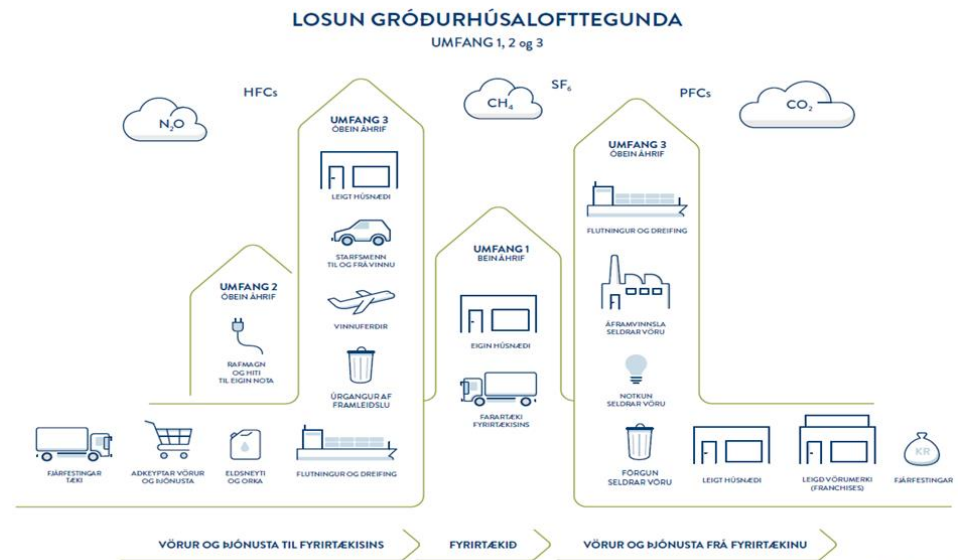 LOSUN GRÓÐURHÚSALOFTTEGUNDA
UMFANG 1, 2 og 3
N₂O
HFCs
CH₄
SF₆
PFCs
CO₂
UMFANG 2
ÓBEIN ÁHRIF
RAFMAGN
OG HITI
TIL EIGIN NOTA
UMFANG 3
ÓBEIN ÁHRIF
LEIGT HÚSNÆÐI
STARFSMENN
TIL OG FRÁ VINNU
VINNUFERÐIR
ÚRGANGUR AF
FRAMLEIÐSLU
FJÁRFESTINGAR
TÆKI
AÐKEYPTAR VÖRUR
OG ÞJÓNUSTA
ELDSNEYTI
OG ORKA
FLUTNINGUR OG DREIFING
UMFANG 1
BEIN ÁHRIF
EIGIN HÚSNÆÐI
FARARTÆKI
FYRIRTÆKISINS
UMFANG 3
ÓBEIN ÁHRIF
FLUTNINGUR OG DREIFING
ÁFRAMVINNSLA
SELDRAR VÖRU
NOTKUN
SELDRAR VÖRU
FÖRGUN
SELDRAR VÖRU
LEIGT HÚSNÆÐI
LEIGÐ VÖRUMERKI
(FRANCHISES)
KR
FJÁRFESTINGAR
VÖRUR OG ÞJÓNUSTA TIL FYRIRTÆKISINS
FYRIRTÆKIÐ
VÖRUR OG ÞJÓNUSTA FRÁ FYRIRTÆKINU